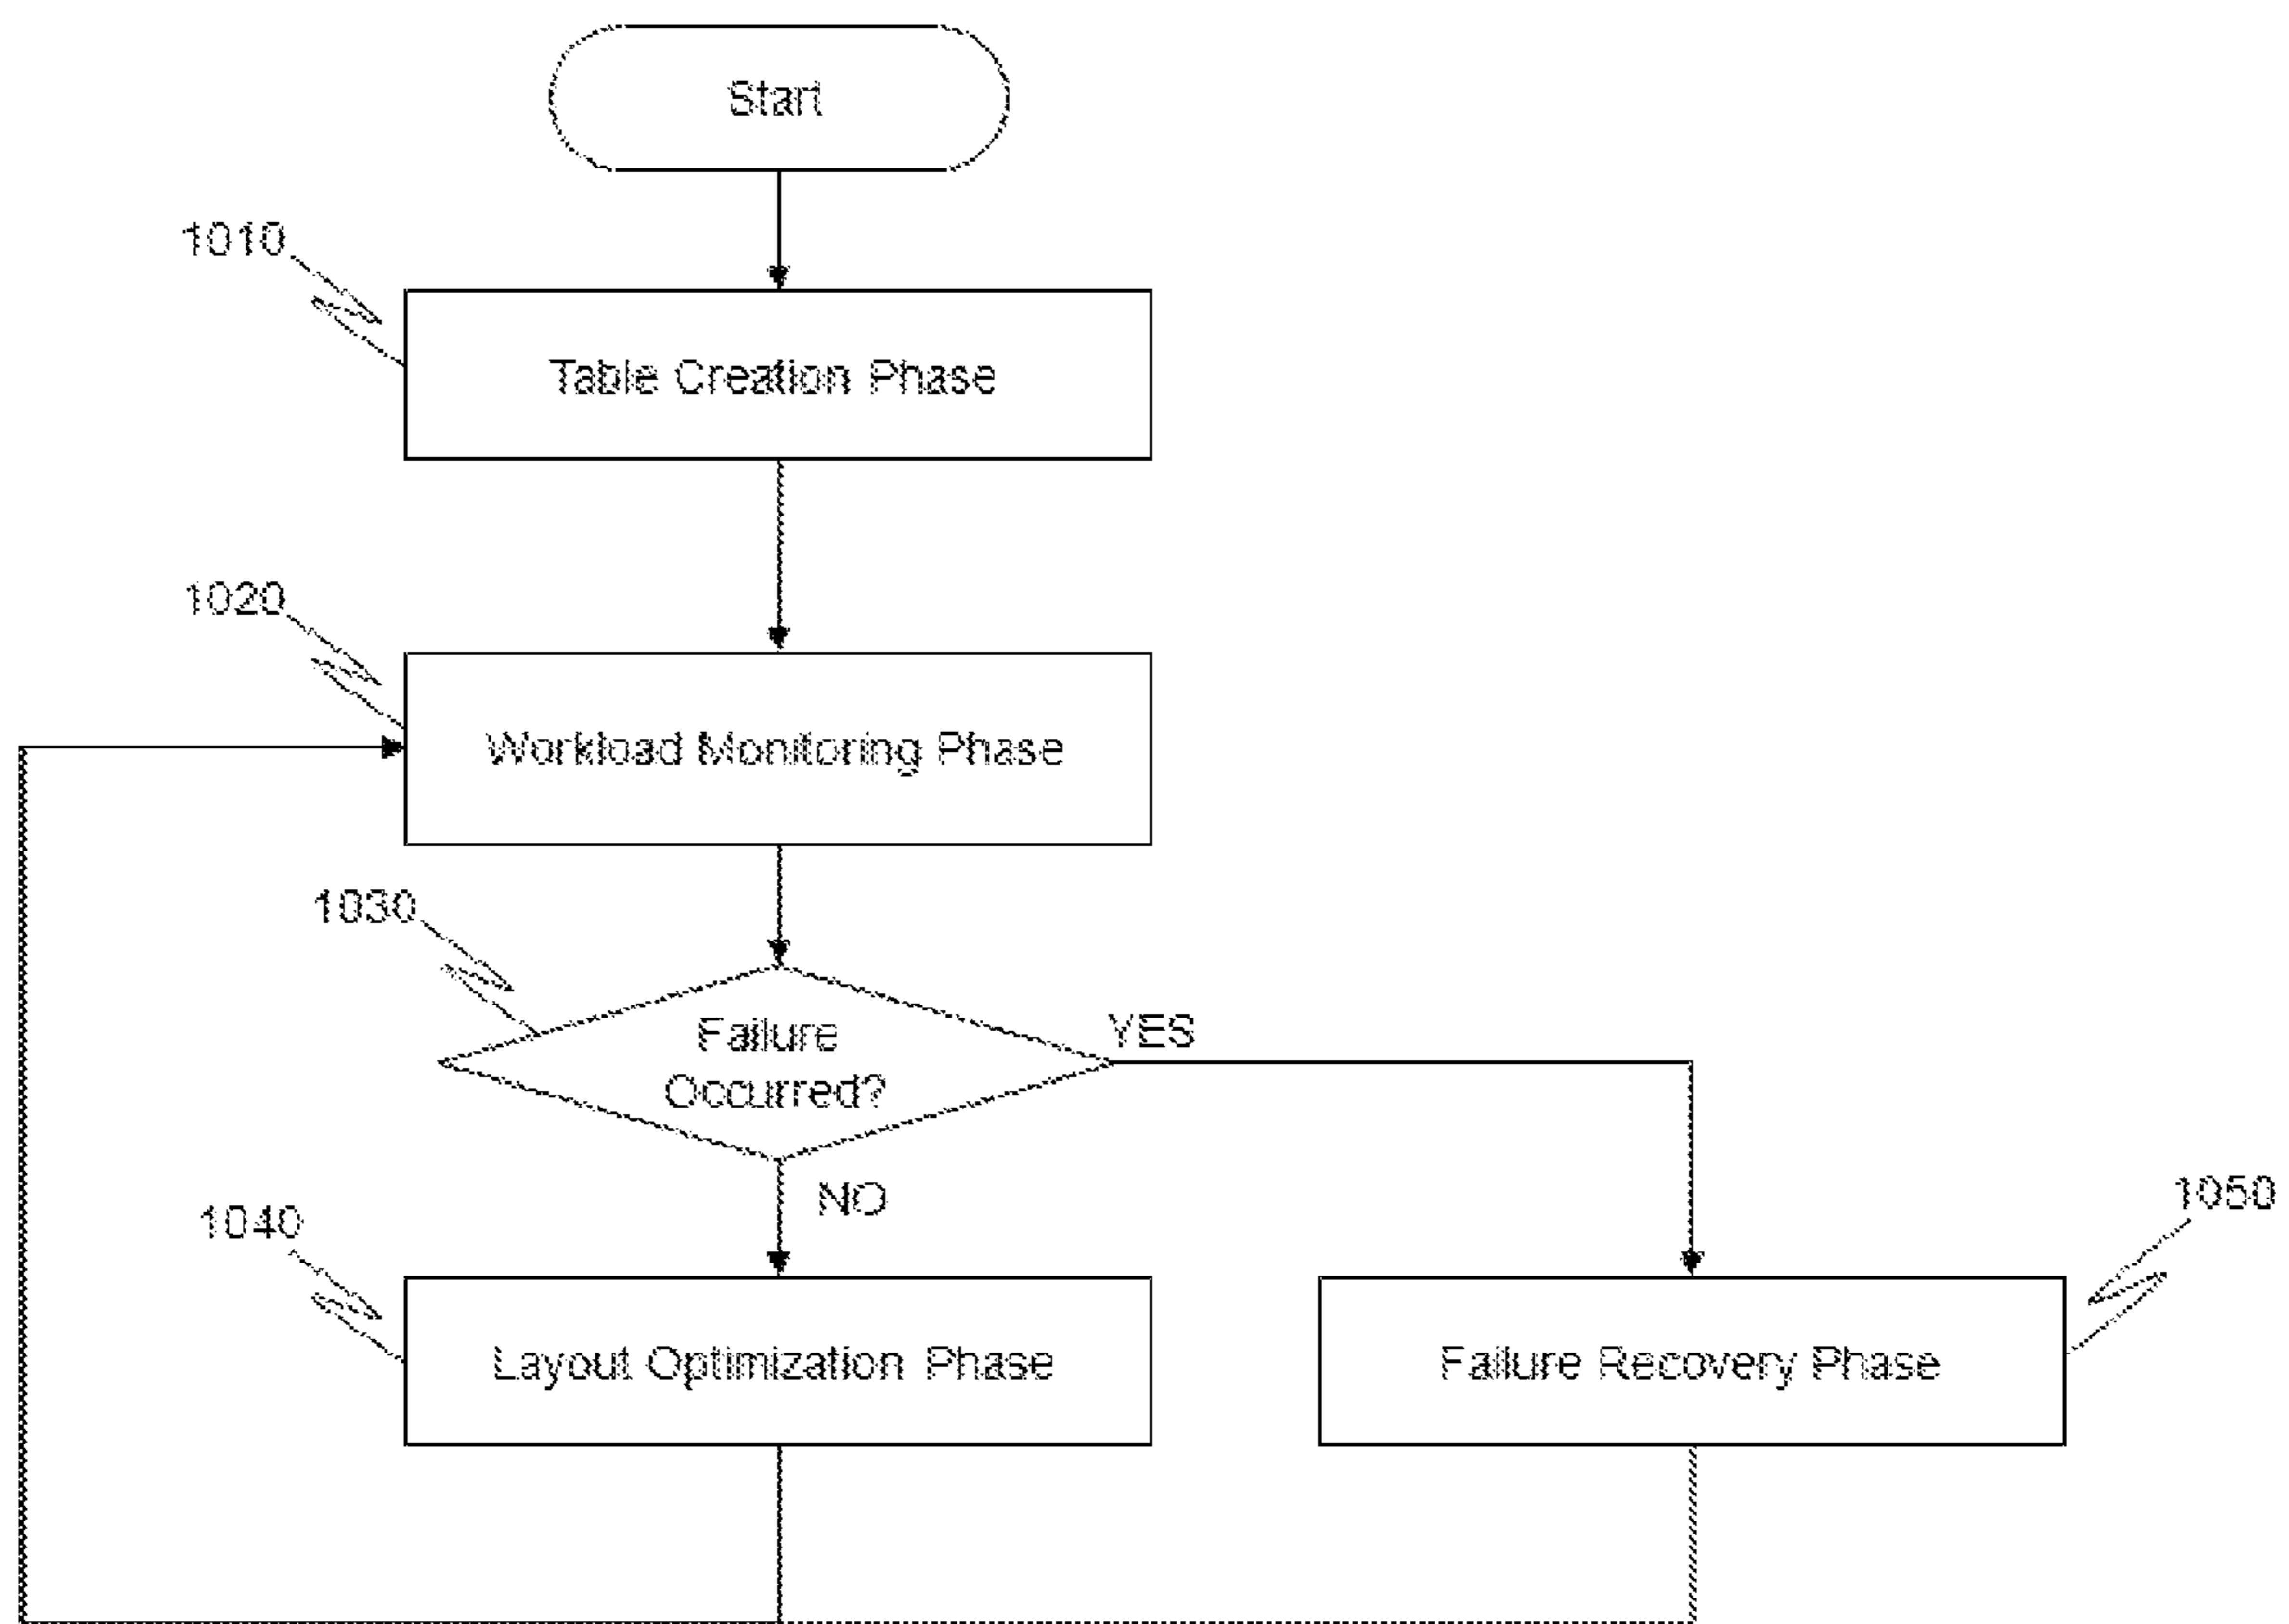 Start
1010
Table Creation Phase
1020
Workload Monitoring Phase
1030
Failure
Occurred?
YES
NO
1040
Layout Optimization Phase
1050
Failure Recovery Phase